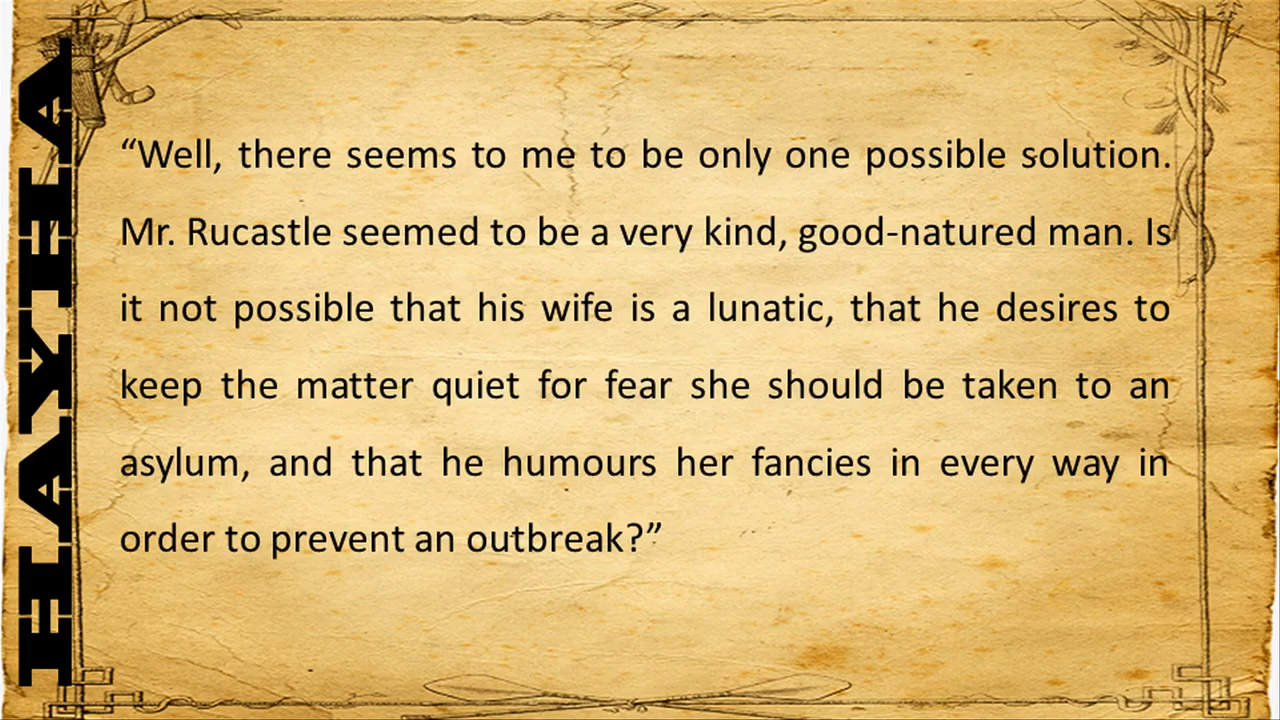 HAYHA
“Well, there seems to me to be only one possible solution.
Mr. Rucastle seemed to be a very kind, good-natured man. Is
it not possible that his wife is a lunatic, that he desires to
keep the matter quiet for fear she should be taken to an
asylum, and that he humours her fancies in every way in
order to prevent an outbreak?”